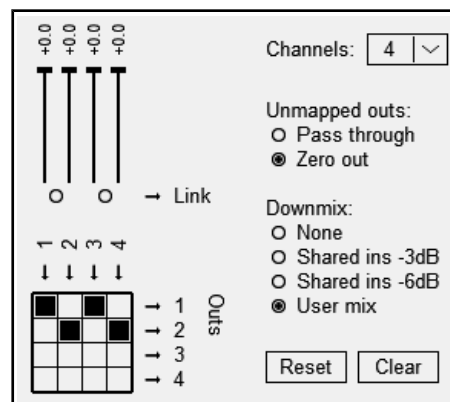 +0.0 +0.0 +0.0 +0.0
Channels: 4
Unmapped outs:
Pass through
Zero out
→ Link
Downmix:
None
Shared ins -3dB
Shared ins -6dB
User mix
1 2 3 4
↓ ↓ ↓ ↓
→ 1
→ 2
→ 3
→ 4
Outs
Reset Clear